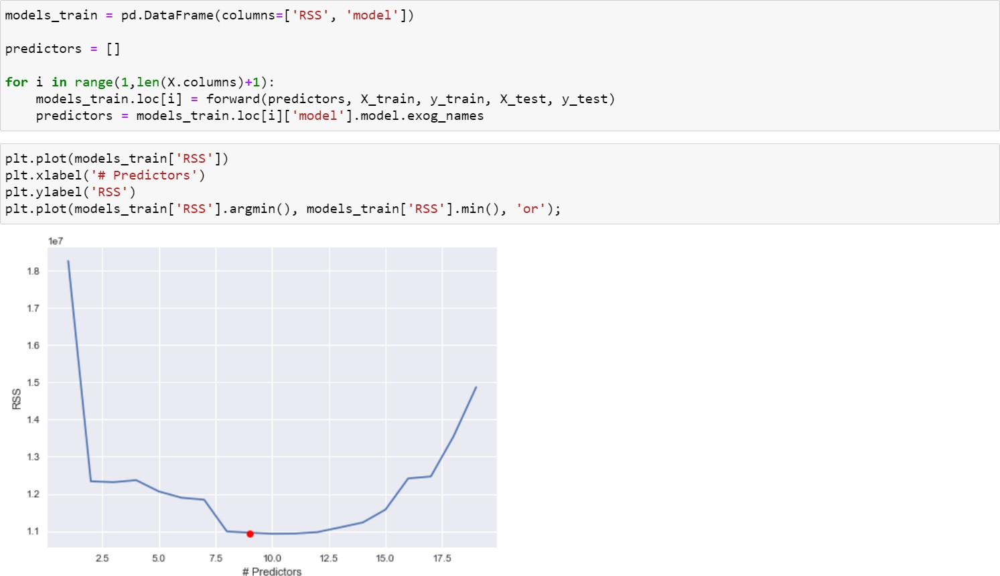 models_train = pd.DataFrame(columns=['RSS', 'model'])
predictors = []
for i in range(1,len(X.columns)+1):
    models_train.loc[i] = forward(predictors, X_train, y_train, X_test, y_test)
    predictors = models_train.loc[i]['model'].model.exog_names
plt.plot(models_train['RSS'])
plt.xlabel('# Predictors')
plt.ylabel('RSS')
plt.plot(models_train['RSS'].argmin(), models_train['RSS'].min(), 'or');
1e7
1.8
1.7
1.6
1.5
1.4
1.3
1.2
1.1
RSS
2.5 5.0 7.5 10.0 12.5 15.0 17.5
# Predictors